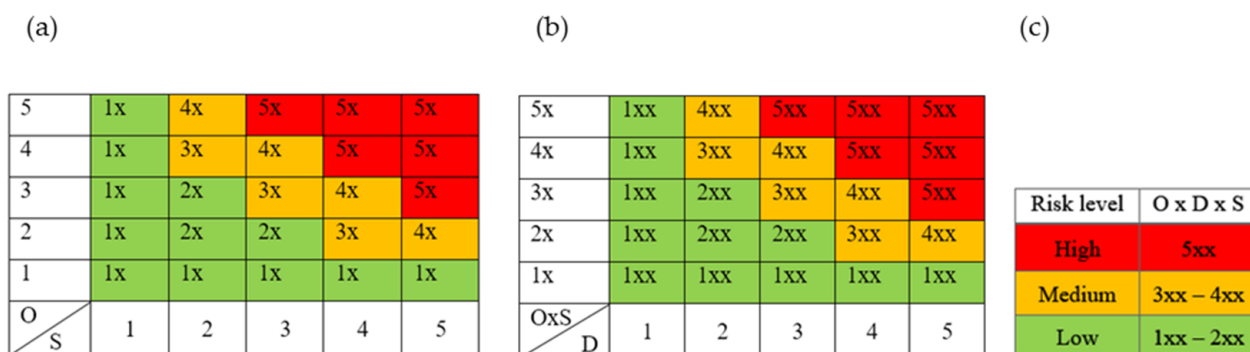 (a) (b) (c)
5 1x 4x 5x 5x 5x
4 1x 3x 4x 5x 5x
3 1x 2x 3x 4x 5x
2 1x 2x 2x 3x 4x
1 1x 1x 1x 1x 1x
O S 1 2 3 4 5
5x 1xx 4xx 5xx 5xx 5xx
4x 1xx 3xx 4xx 5xx 5xx
3x 1xx 2xx 3xx 4xx 5xx
2x 1xx 2xx 2xx 3xx 4xx
1x 1xx 1xx 1xx 1xx 1xx
OxS D 1 2 3 4 5
Risk level O x D x S
High 5xx
Medium 3xx – 4xx
Low 1xx – 2xx